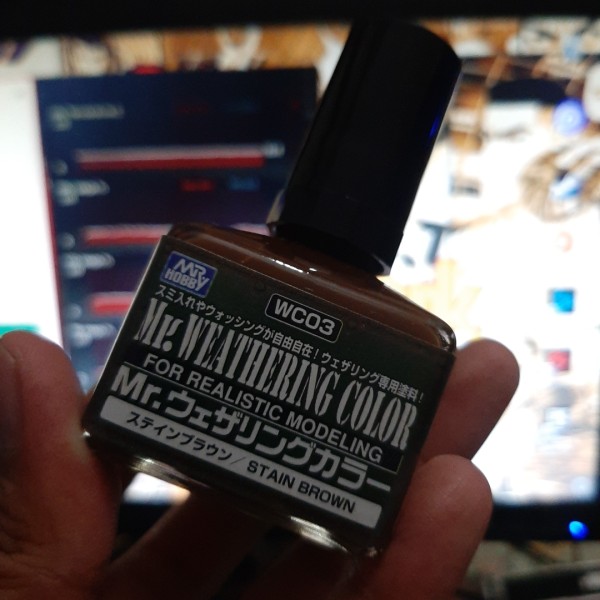 Mr. HOBBY
WC03
スミ入れやウォッシングが自由自在！ウェザリング専用塗料！
Mr. WEATHERING COLOR
FOR REALISTIC MODELING
Mr.ウェザリングカラー
ステインブラウン/STAIN BROWN